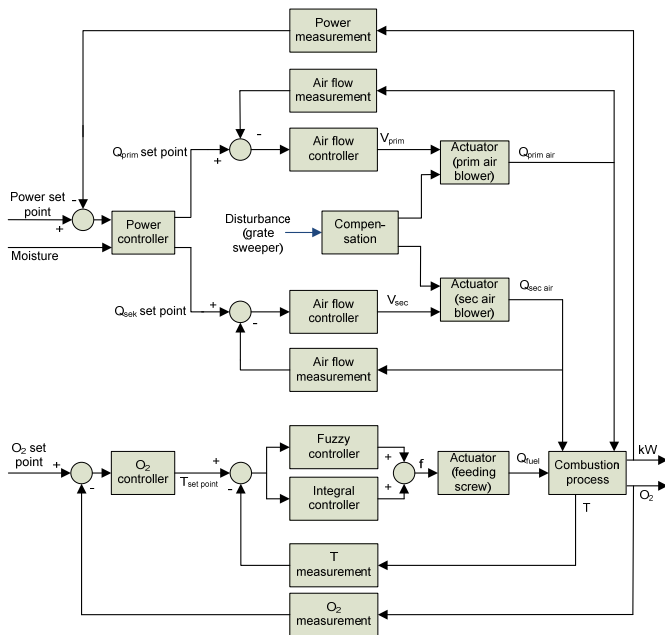 Power
measurement
Air flow
measurement
-
Qprim set point
+
Air flow
controller
Vprim
Actuator
(prim air
blower)
Qprim air
Power set
point
-
+
Power
controller
Moisture
Disturbance
(grate
sweeper)
Compen-
sation
Qsek set point
+
-
Air flow
controller
Vsec
Actuator
(sec air
blower)
Qsec air
Air flow
measurement
O2 set
point
+
-
O2
controller
Tset point
+
-
Fuzzy
controller
Integral
controller
+
+
f
Actuator
(feeding
screw)
Qfuel
Combustion
process
kW
O2
T
T
measurement
O2
measurement